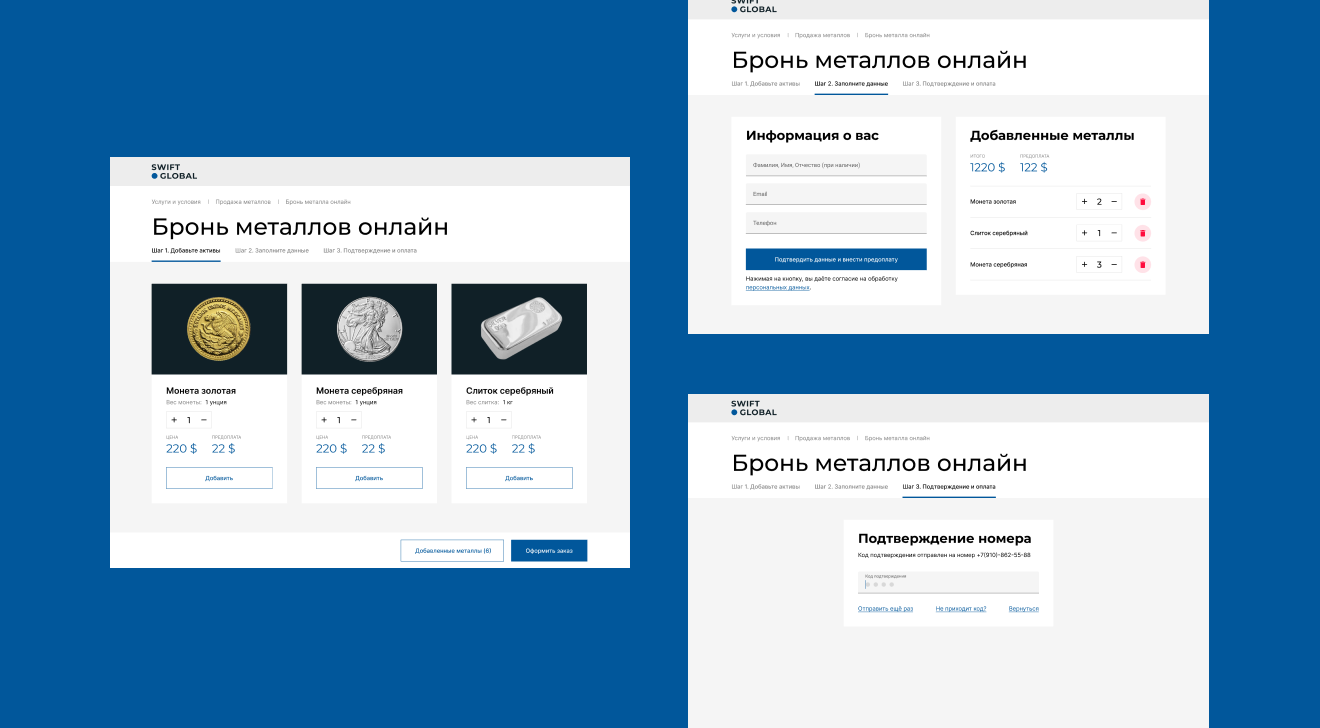 SWIFT
GLOBAL
Услуги и условия | Продажа металлов | Бронь металла онлайн
Бронь металлов онлайн
Шаг 1. Добавьте активы Шаг 2. Заполните данные Шаг 3. Подтверждение и оплата
Монета золотая
Вес монеты: 1 унция
+ 1 −
ЦЕНА ПРЕДОПЛАТА
220 $ 22 $
Добавить
Монета серебряная
Вес монеты: 1 унция
+ 1 −
ЦЕНА ПРЕДОПЛАТА
220 $ 22 $
Добавить
Слиток серебряный
Вес слитка: 1 кг
+ 1 −
ЦЕНА ПРЕДОПЛАТА
220 $ 22 $
Добавить
Добавленные металлы (6) Оформить заказ
SWIFT
GLOBAL
Услуги и условия | Продажа металлов | Бронь металла онлайн
Бронь металлов онлайн
Шаг 1. Добавьте активы Шаг 2. Заполните данные Шаг 3. Подтверждение и оплата
Информация о вас
Фамилия, Имя, Отчество (при наличии)
Email
Телефон
Подтвердить данные и внести предоплату
Нажимая на кнопку, вы даёте согласие на обработку
персональных данных.
Добавленные металлы
ИТОГО ПРЕДОПЛАТА
1220 $ 122 $
Монета золотая + 2 −
Слиток серебряный + 1 −
Монета серебряная + 3 −
SWIFT
GLOBAL
Услуги и условия | Продажа металлов | Бронь металла онлайн
Бронь металлов онлайн
Шаг 1. Добавьте активы Шаг 2. Заполните данные Шаг 3. Подтверждение и оплата
Подтверждение номера
Код подтверждения отправлен на номер +7(910)-862-55-88
Код подтверждения
Отправить ещё раз Не приходит код? Вернуться